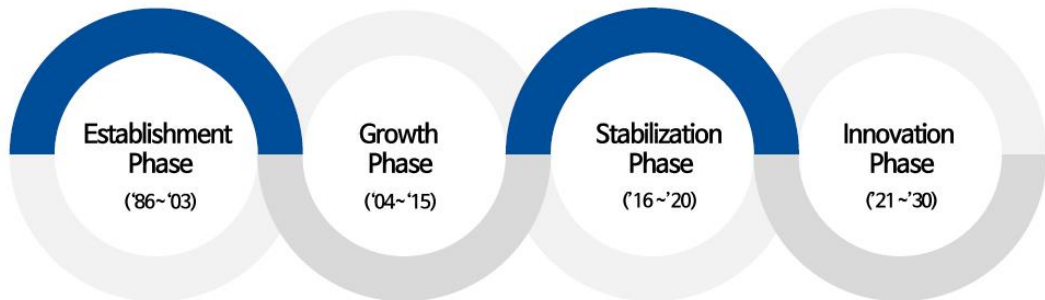 Establishment
Phase
(‘86~‘03)
Growth
Phase
(‘04~‘15)
Stabilization
Phase
(’16~’20)
Innovation
Phase
(’21~’30)